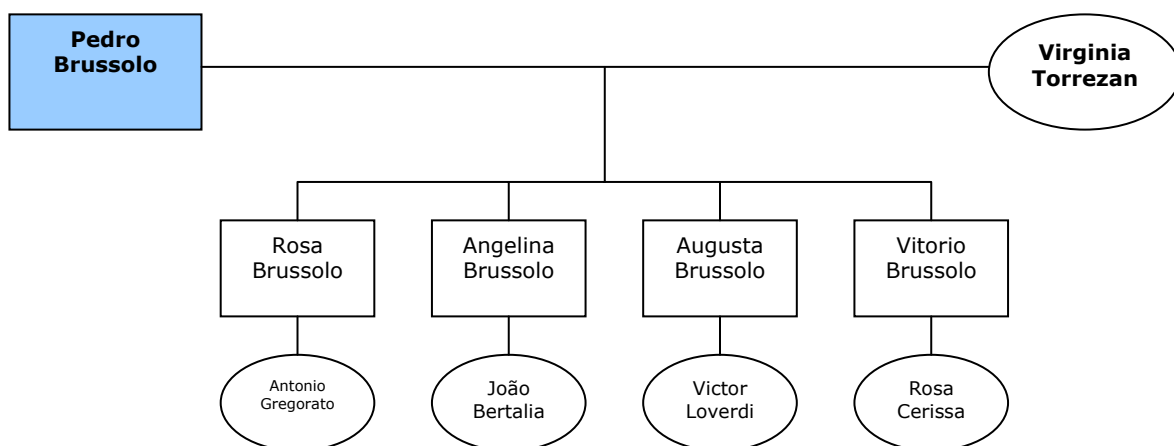 Pedro
Brussolo
Virginia
Torrezan
Rosa
Brussolo
Angelina
Brussolo
Augusta
Brussolo
Vitorio
Brussolo
Antonio
Gregorato
João
Bertalia
Victor
Loverdi
Rosa
Cerissa